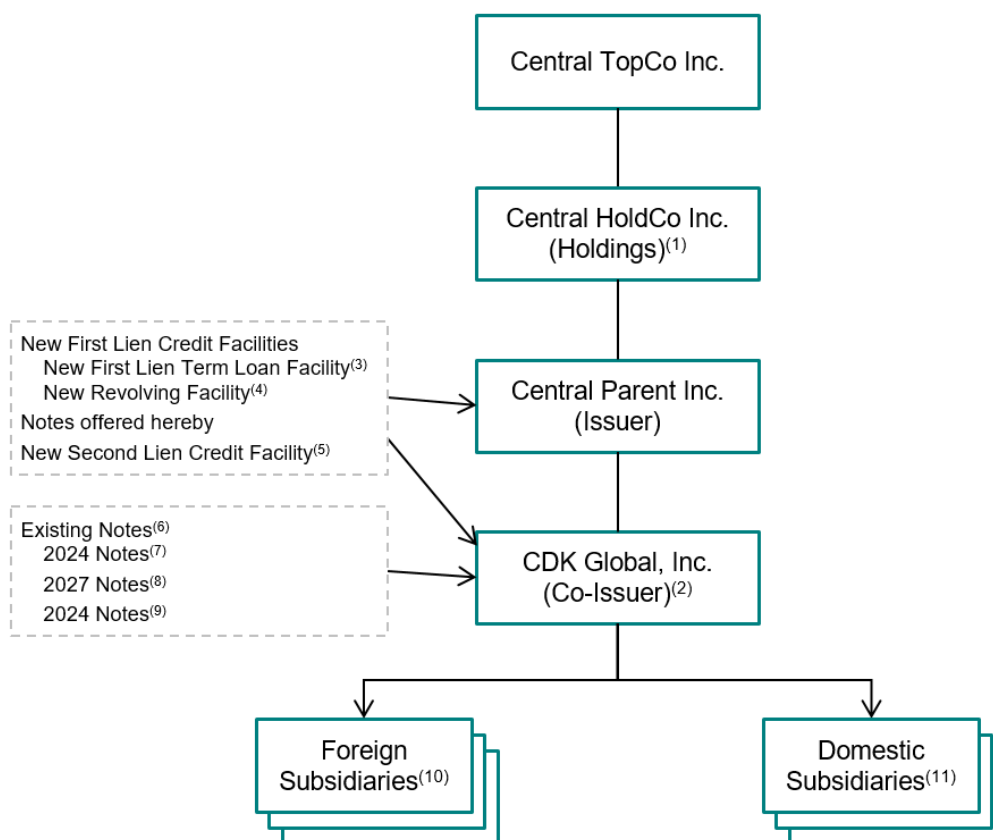 Central TopCo Inc.
Central HoldCo Inc.
(Holdings)(1)
New First Lien Credit Facilities
New First Lien Term Loan Facility(3)
New Revolving Facility(4)
Notes offered hereby
New Second Lien Credit Facility(5)
Central Parent Inc.
(Issuer)
Existing Notes(6)
2024 Notes(7)
2027 Notes(8)
2024 Notes(9)
CDK Global, Inc.
(Co-Issuer)(2)
Foreign
Subsidiaries(10)
Domestic
Subsidiaries(11)